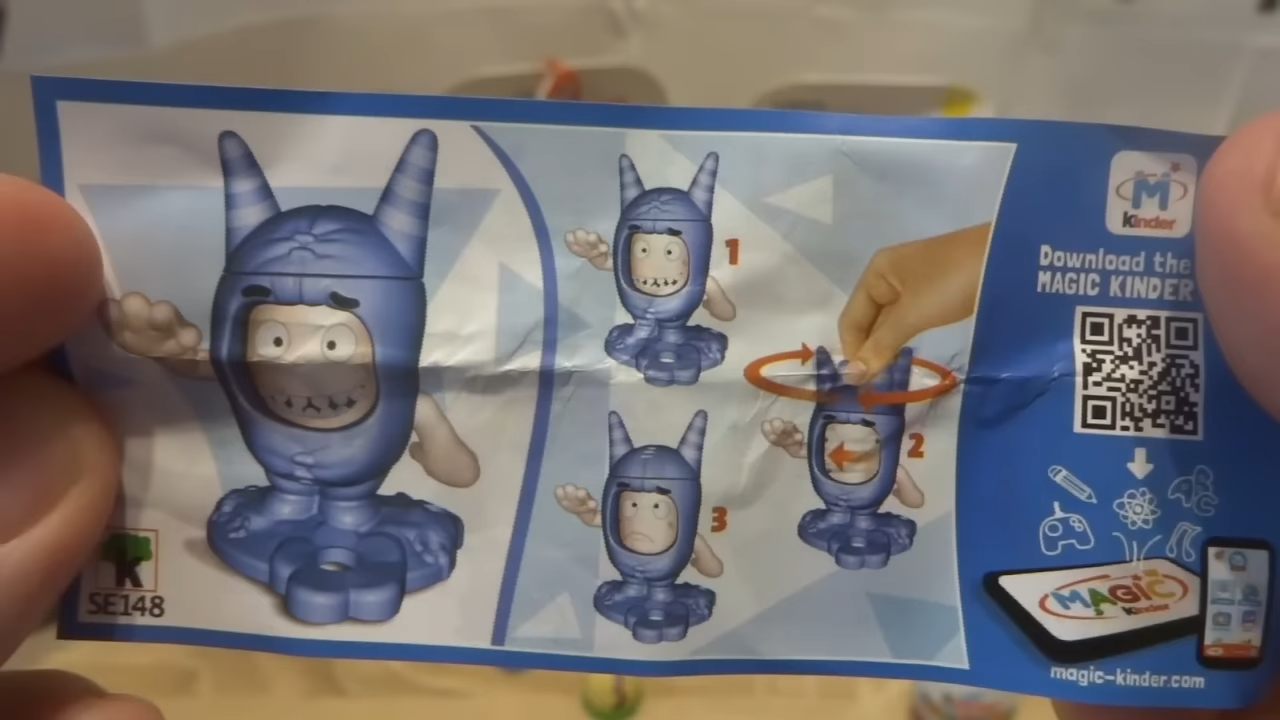 K
SE148
1
2
3
M
Kinder
Download the
MAGIC KINDER
MAGIC
Kinder
magic-kinder.com